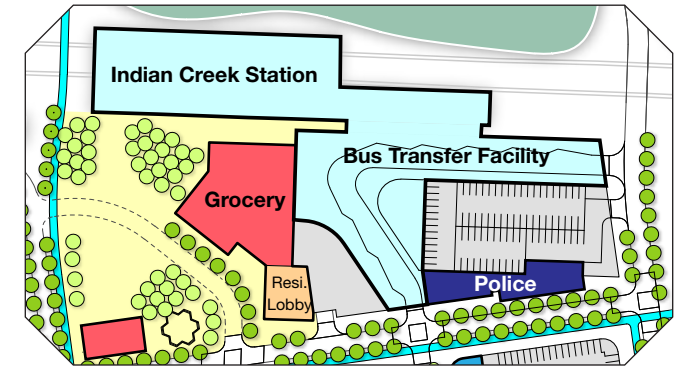 Indian Creek Station
Bus Transfer Facility
Grocery
Resi.
Lobby
Police